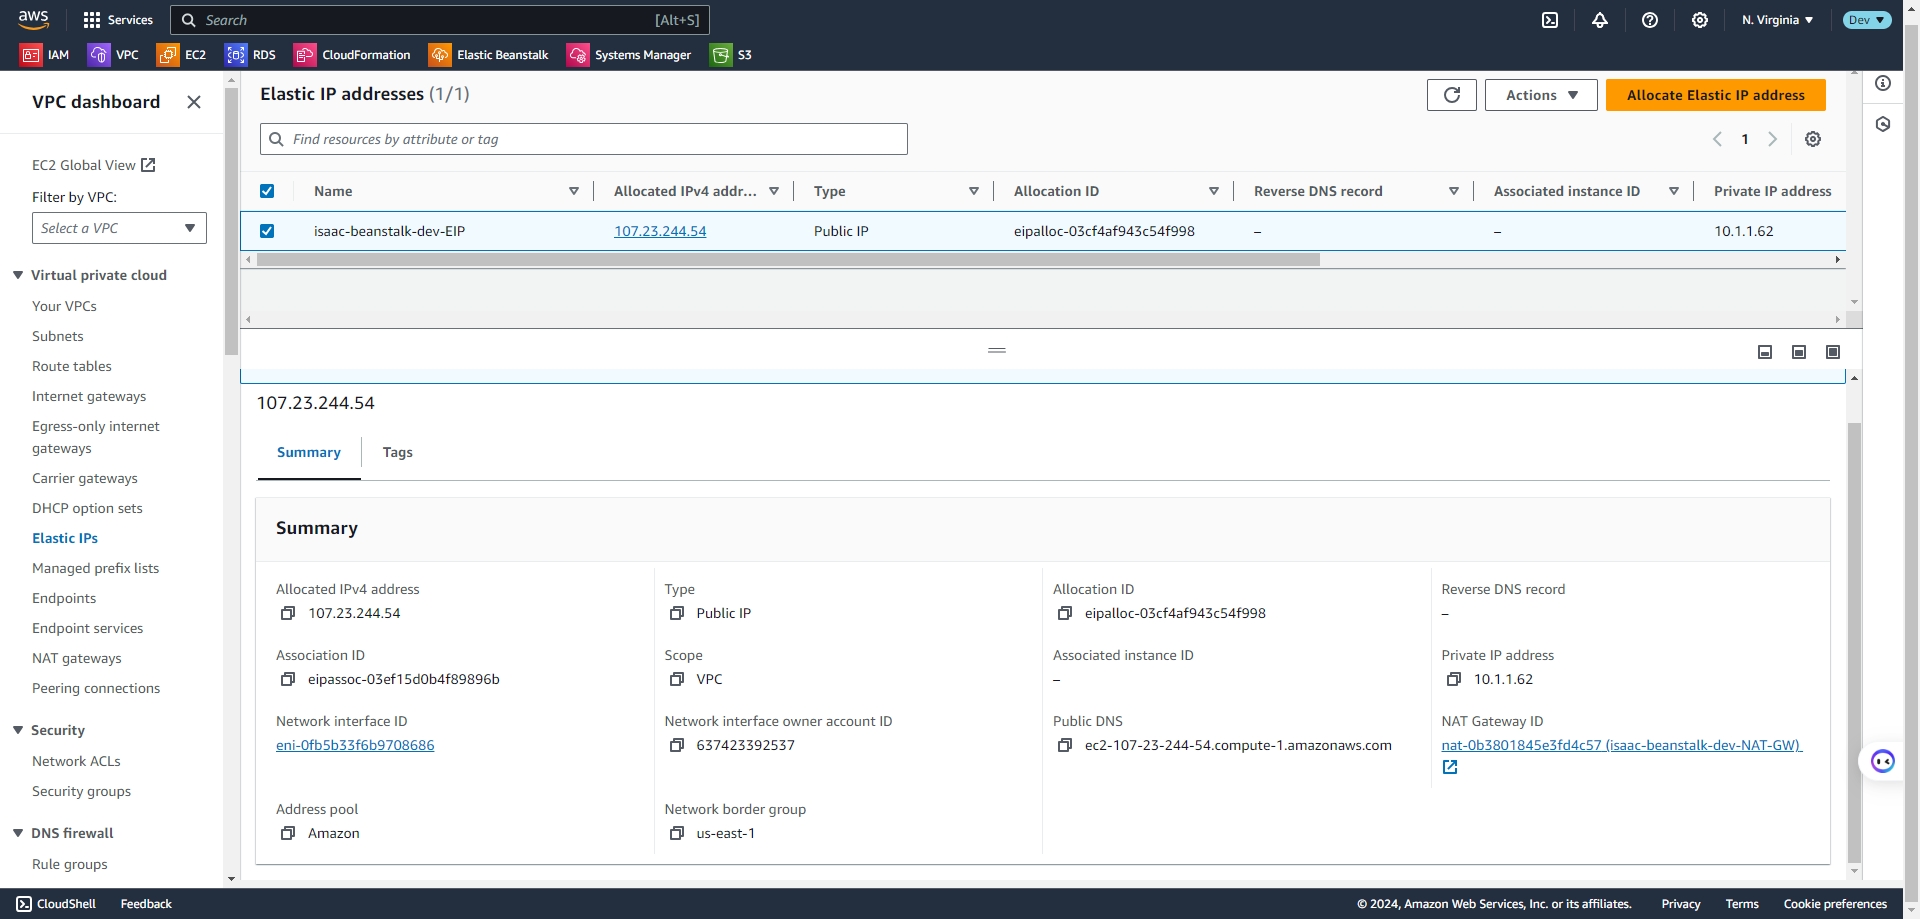 aws
Services
Search
[Alt+S]
N. Virginia
Dev
IAM
VPC
EC2
RDS
CloudFormation
Elastic Beanstalk
Systems Manager
S3
VPC dashboard
EC2 Global View
Filter by VPC:
Select a VPC
Virtual private cloud
Your VPCs
Subnets
Route tables
Internet gateways
Egress-only internet
gateways
Carrier gateways
DHCP option sets
Elastic IPs
Managed prefix lists
Endpoints
Endpoint services
NAT gateways
Peering connections
Security
Network ACLs
Security groups
DNS firewall
Rule groups
Elastic IP addresses (1/1)
Actions
Allocate Elastic IP address
Find resources by attribute or tag
1
Name
Allocated IPv4 addr...
Type
Allocation ID
Reverse DNS record
Associated instance ID
Private IP address
isaac-beanstalk-dev-EIP
107.23.244.54
Public IP
eipalloc-03cf4af943c54f998
–
–
10.1.1.62
107.23.244.54
Summary
Tags
Summary
Allocated IPv4 address
107.23.244.54
Type
Public IP
Allocation ID
eipalloc-03cf4af943c54f998
Reverse DNS record
–
Association ID
eipassoc-03ef15d0b4f89896b
Scope
VPC
Associated instance ID
–
Private IP address
10.1.1.62
Network interface ID
eni-0fb5b33f6b9708686
Network interface owner account ID
637423392537
Public DNS
ec2-107-23-244-54.compute-1.amazonaws.com
NAT Gateway ID
nat-0b3801845e3fd4c57 (isaac-beanstalk-dev-NAT-GW)
Address pool
Amazon
Network border group
us-east-1
CloudShell
Feedback
© 2024, Amazon Web Services, Inc. or its affiliates.
Privacy
Terms
Cookie preferences